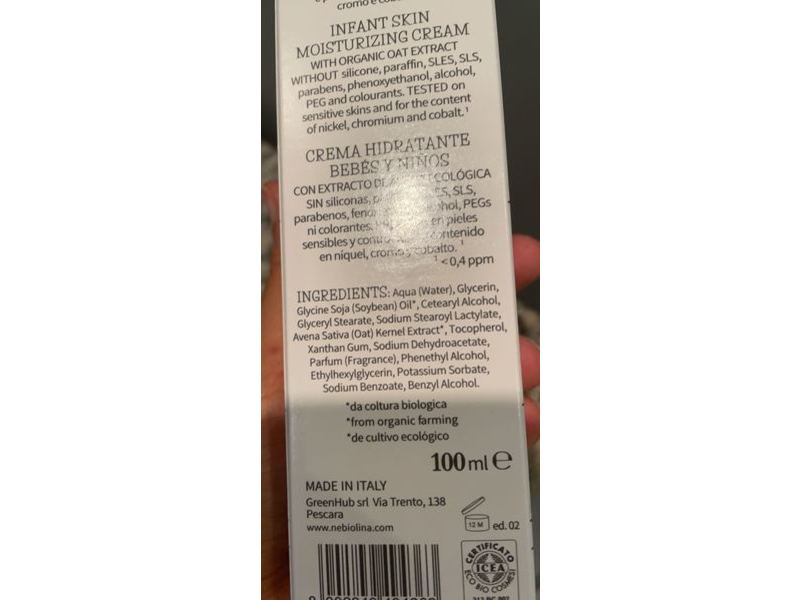 cromo e
INFANT SKIN
MOISTURIZING CREAM
WITH ORGANIC OAT EXTRACT
WITHOUT silicone, paraffin, SLES, SLS,
parabens, phenoxyethanol, alcohol,
PEG and colourants. TESTED on
sensitive skins and for the content
of nickel, chromium and cobalt.¹
CREMA HIDRATANTE
BEBÉS Y NIÑOS
CON EXTRACTO DE ECOLÓGICA
SIN siliconas, SLS,
parabenos, PEGs
ni colorantes. en pieles
sensibles y contenido
en níquel, cromo y cobalto. ¹
¹ <0,4 ppm
INGREDIENTS: Aqua (Water), Glycerin,
Glycine Soja (Soybean) Oil*, Cetearyl Alcohol,
Glyceryl Stearate, Sodium Stearoyl Lactylate,
Avena Sativa (Oat) Kernel Extract*, Tocopherol,
Xanthan Gum, Sodium Dehydroacetate,
Parfum (Fragrance), Phenethyl Alcohol,
Ethylhexylglycerin, Potassium Sorbate,
Sodium Benzoate, Benzyl Alcohol.
*da coltura biologica
*from organic farming
*de cultivo ecológico
100 ml ℮
MADE IN ITALY
GreenHub srl Via Trento, 138
Pescara
www.nebiolina.com
12 M ed. 02
CERTIFICATO
ICEA
ECO BIO COSMESI